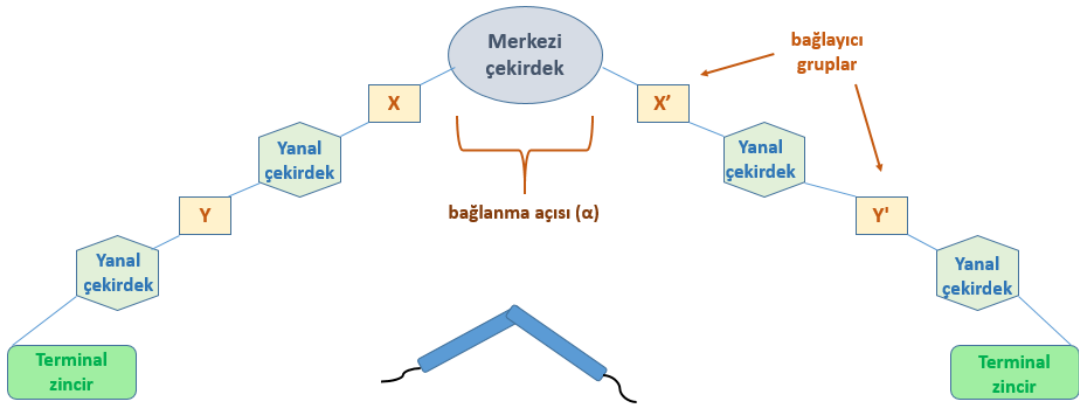 Merkezi
çekirdek
bağlayıcı
gruplar
X
X’
Yanal
çekirdek
Yanal
çekirdek
bağlanma açısı (α)
Y
Y'
Yanal
çekirdek
Yanal
çekirdek
Terminal
zincir
Terminal
zincir